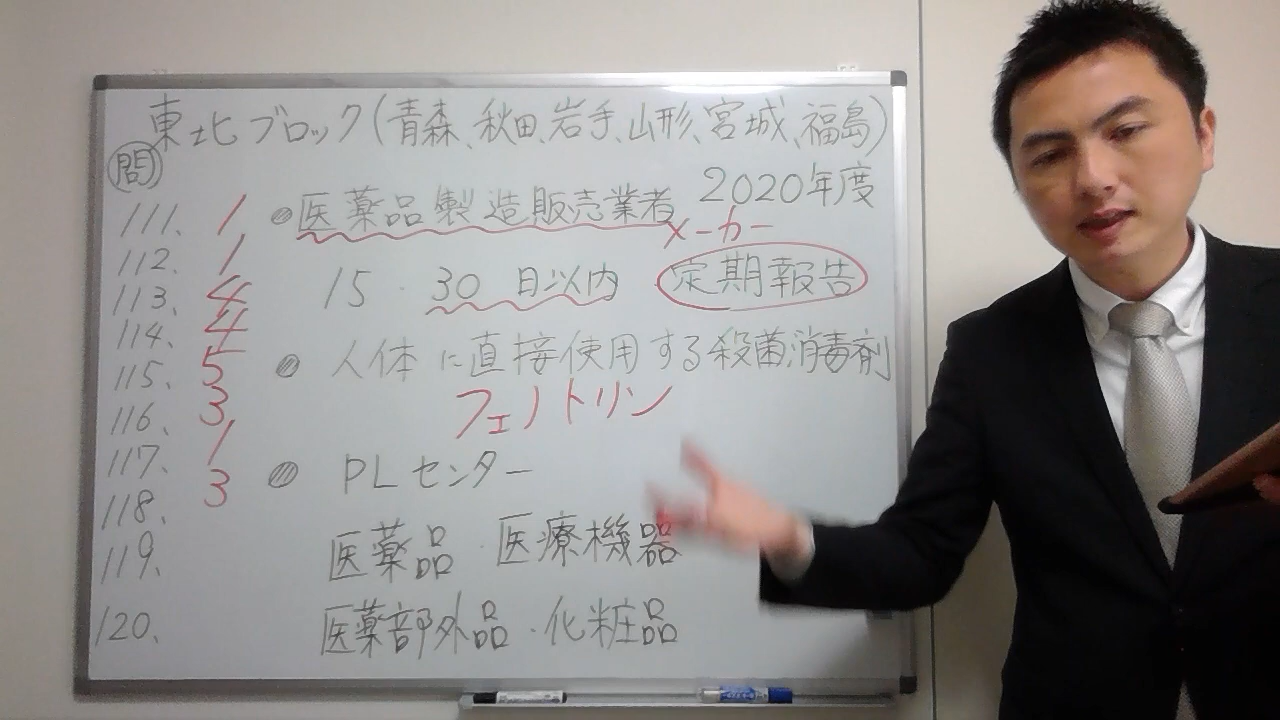 東北ブロック(青森、秋田、岩手、山形、宮城、福島)
問
2020年度
111、 1
112、 1
113、 4
114、 4
115、 5
116、 3
117、 1
118、 3
119、
120、
医薬品製造販売業者
メーカー
15・30日以内 定期報告
人体に直接使用する殺菌消毒剤
フェノトリン
PLセンター
医薬品・医療機器
医薬部外品・化粧品